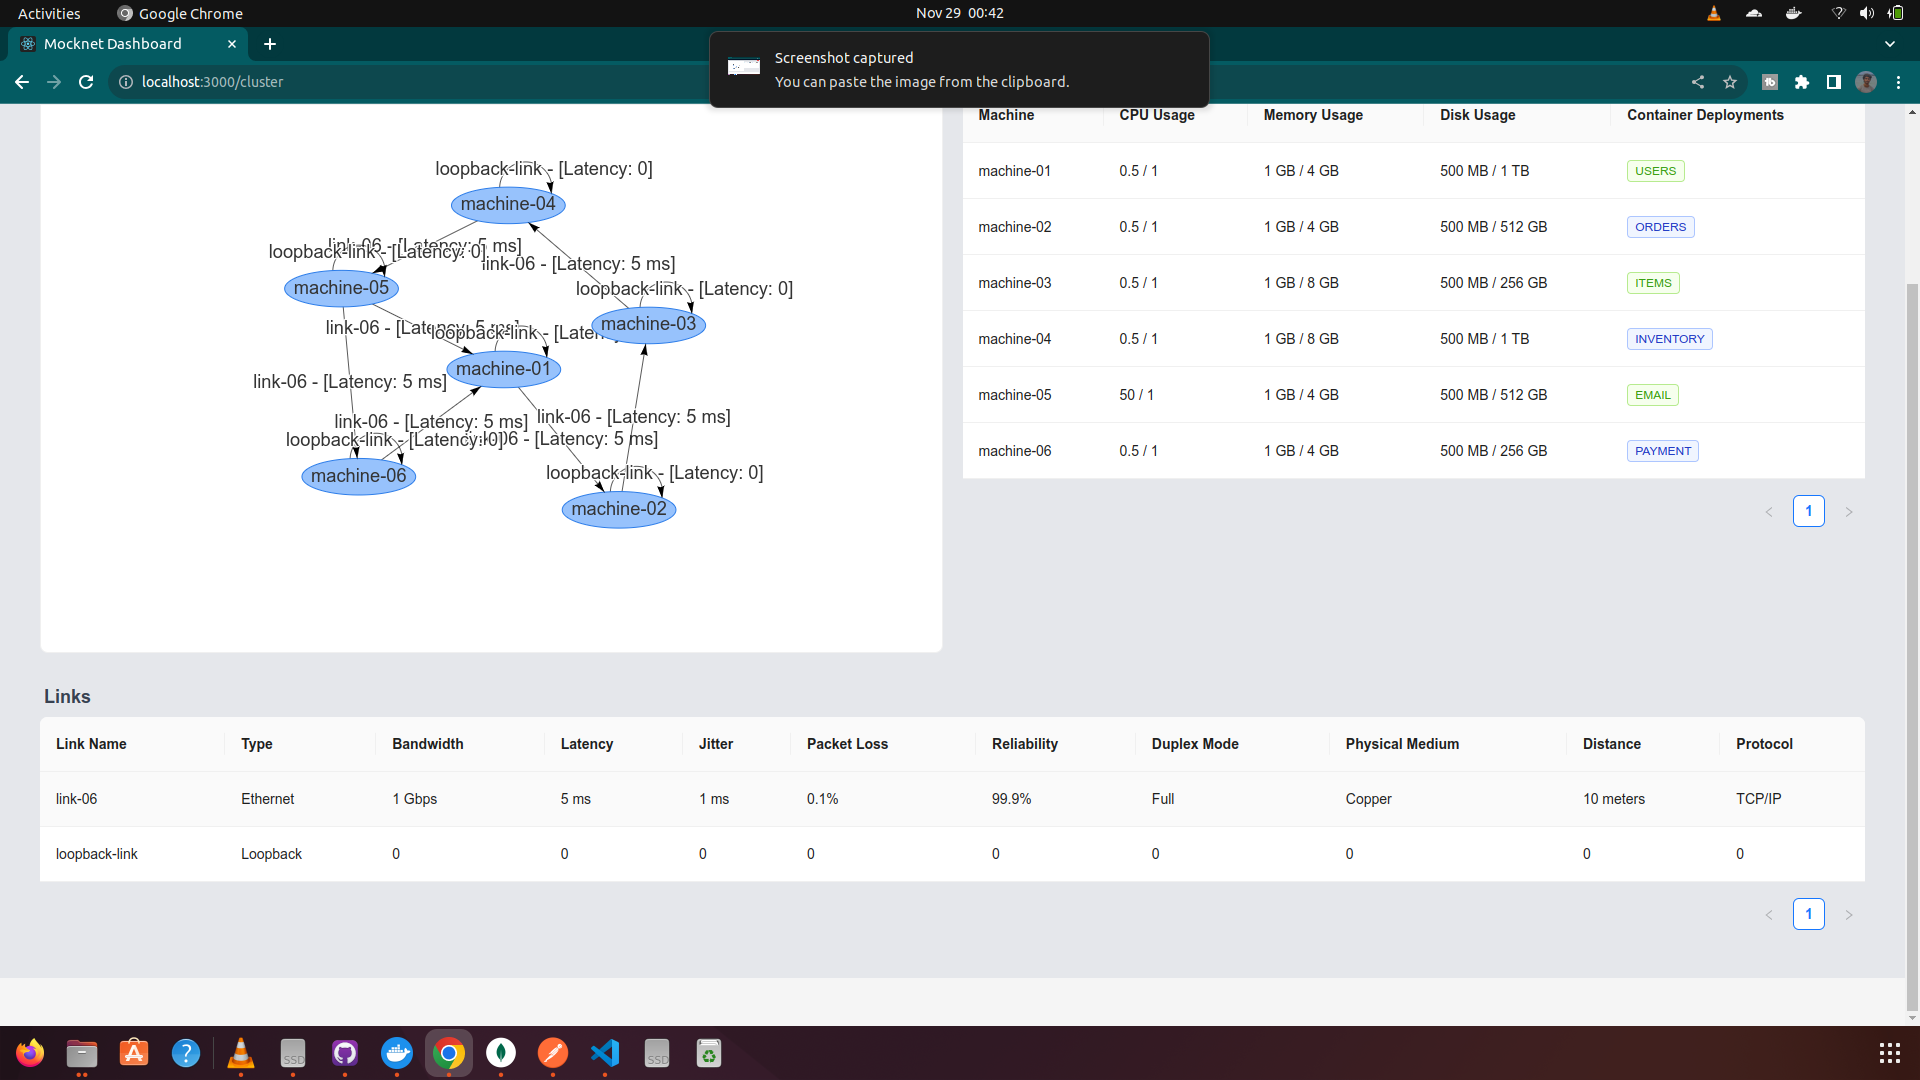 Activities
Google Chrome
Nov 29 00:42
Mocknet Dashboard
localhost:3000/cluster
Screenshot captured
You can paste the image from the clipboard.
loopback-link - [Latency: 0]
machine-04
link-06 - [Latency: 5 ms]
loopback-link - [Latency: 0]
link-06 - [Latency: 5 ms]
machine-05
loopback-link - [Latency: 0]
machine-03
link-06 - [Latency: 5 ms]
loopback-link - [Laten
machine-01
link-06 - [Latency: 5 ms]
link-06 - [Latency: 5 ms]
link-06 - [Latency: 5 ms]
loopback-link - [Latency: 0]
06 - [Latency: 5 ms]
machine-06
loopback-link - [Latency: 0]
machine-02
Machine CPU Usage Memory Usage Disk Usage Container Deployments
machine-01 0.5 / 1 1 GB / 4 GB 500 MB / 1 TB USERS
machine-02 0.5 / 1 1 GB / 4 GB 500 MB / 512 GB ORDERS
machine-03 0.5 / 1 1 GB / 8 GB 500 MB / 256 GB ITEMS
machine-04 0.5 / 1 1 GB / 8 GB 500 MB / 1 TB INVENTORY
machine-05 50 / 1 1 GB / 4 GB 500 MB / 512 GB EMAIL
machine-06 0.5 / 1 1 GB / 4 GB 500 MB / 256 GB PAYMENT
< 1 >
Links
Link Name Type Bandwidth Latency Jitter Packet Loss Reliability Duplex Mode Physical Medium Distance Protocol
link-06 Ethernet 1 Gbps 5 ms 1 ms 0.1% 99.9% Full Copper 10 meters TCP/IP
loopback-link Loopback 0 0 0 0 0 0 0 0 0
< 1 >
SSD
SSD